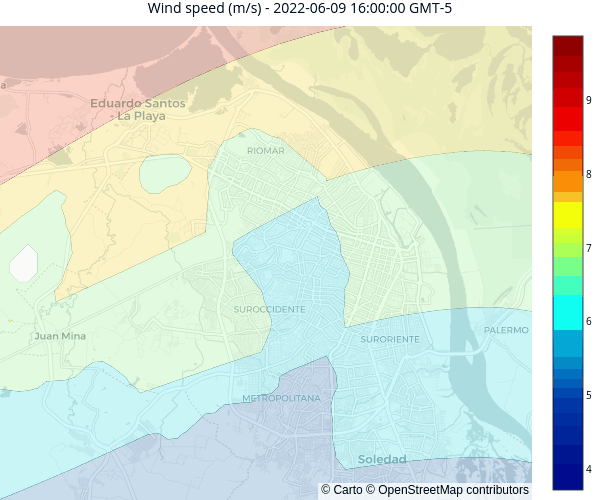 Wind speed (m/s) - 2022-06-09 16:00:00 GMT-5
a
Eduardo Santos
- La Playa
RIOMAR
SUROCCIDENTE
Juan Mina
SURORIENTE
PALERMO
METROPOLITANA
Soledad
9
8
7
6
5
4
© Carto © OpenStreetMap contributors